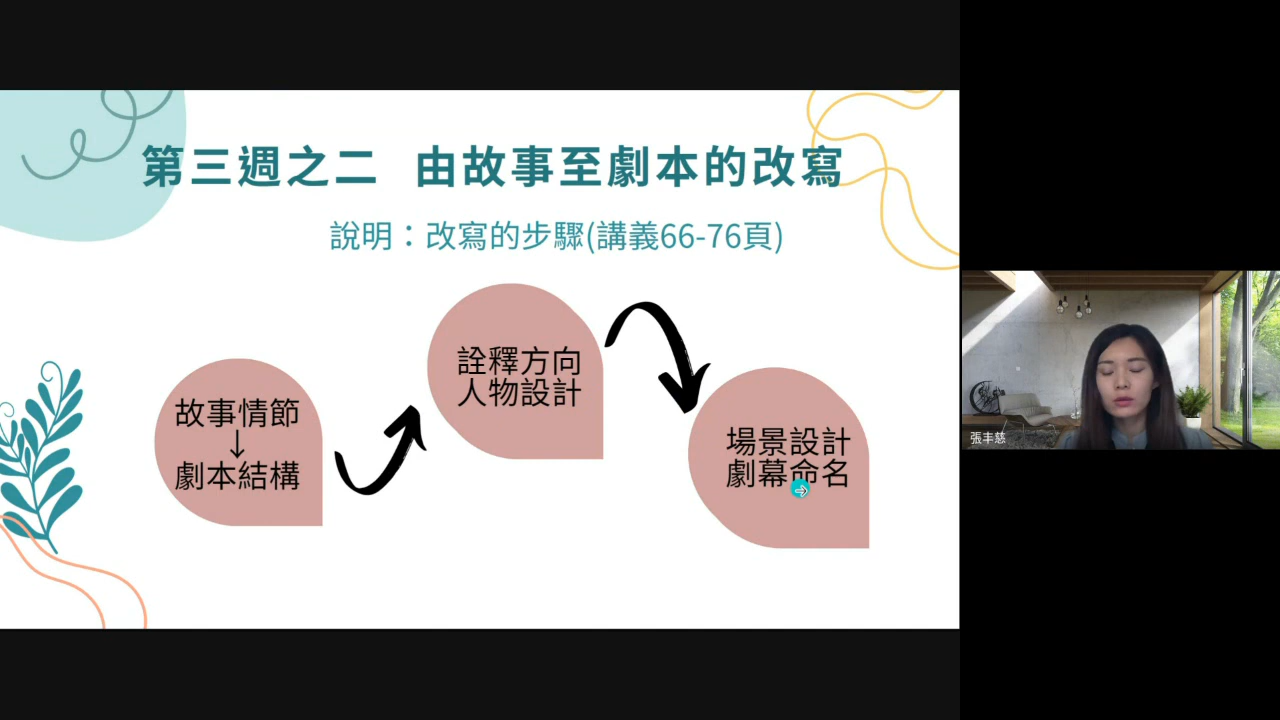 第三週之二 由故事至劇本的改寫
說明：改寫的步驟(講義66-76頁)
故事情節
↓
劇本結構
詮釋方向
人物設計
場景設計
劇幕命名
張丰慈